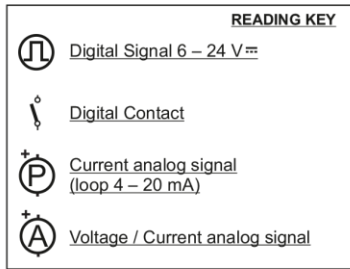 READING KEY
Digital Signal 6 – 24 V⎓
Digital Contact
+
P
Current analog signal
(loop 4 – 20 mA)
+
A
Voltage / Current analog signal